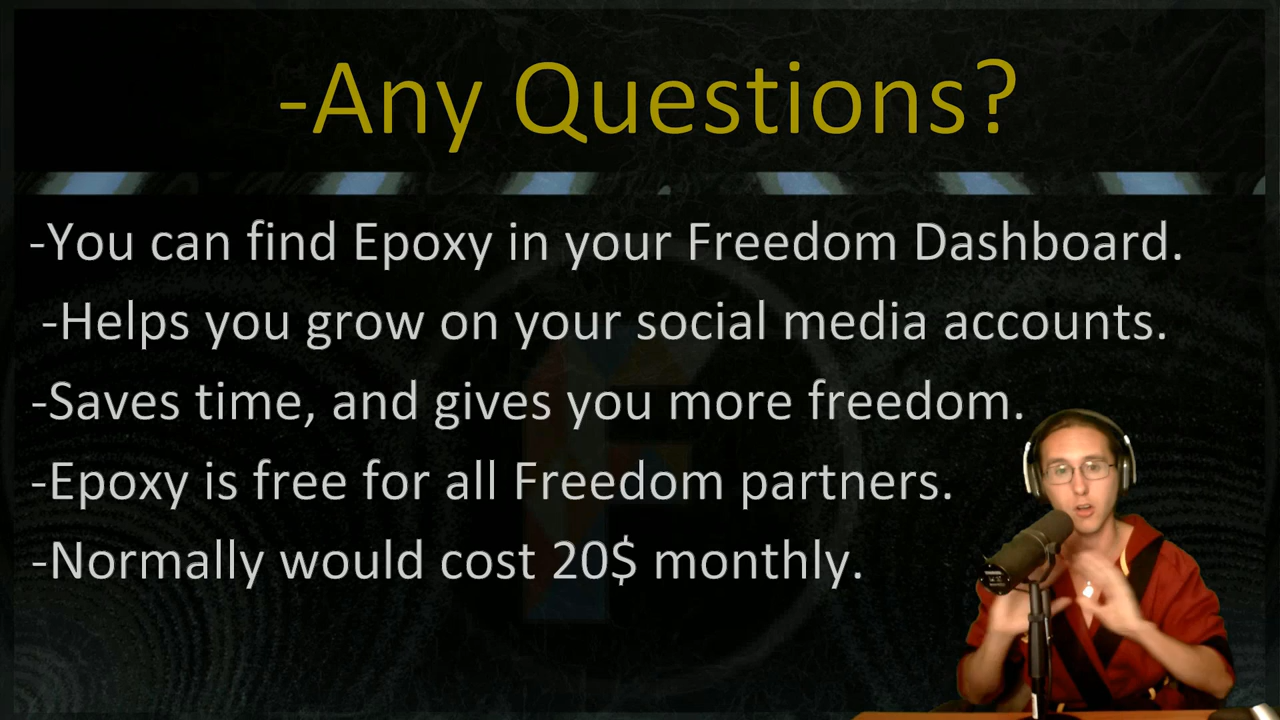 -Any Questions?
-You can find Epoxy in your Freedom Dashboard.
-Helps you grow on your social media accounts.
-Saves time, and gives you more freedom.
-Epoxy is free for all Freedom partners.
-Normally would cost 20$ monthly.